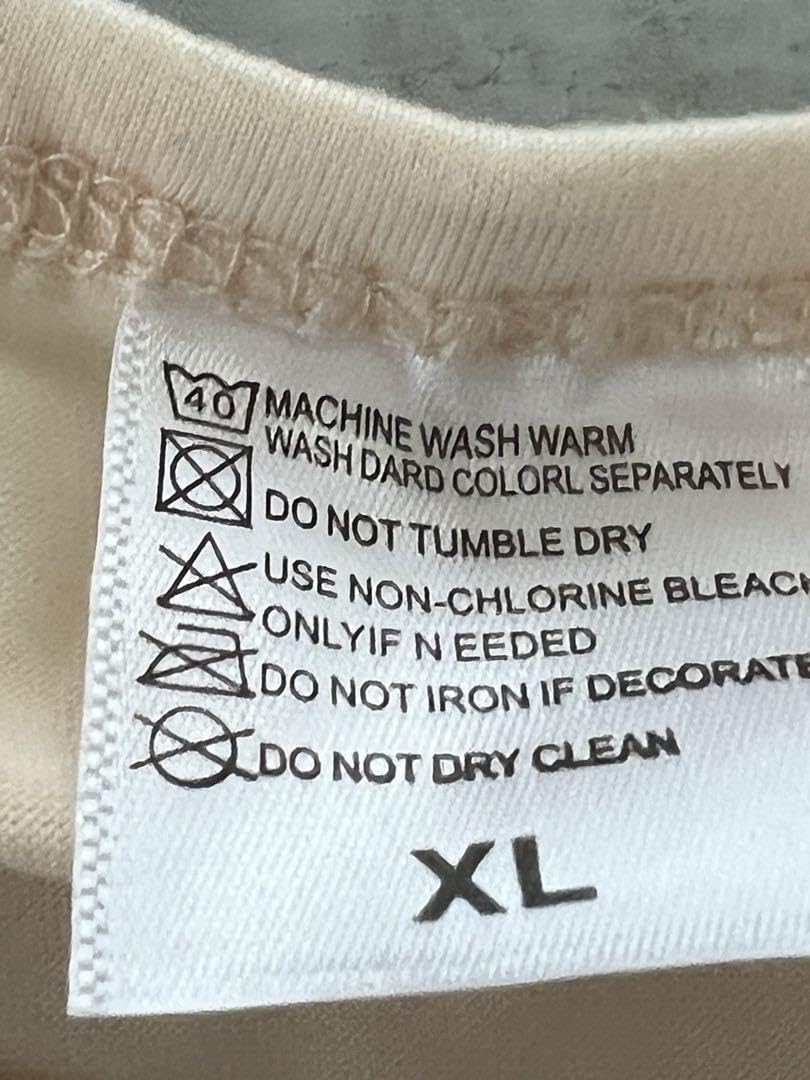 40 MACHINE WASH WARM
WASH DARD COLORL SEPARATELY
DO NOT TUMBLE DRY
USE NON-CHLORINE BLEACH
ONLYIF N EEDED
DO NOT IRON IF DECORATE
DO NOT DRY CLEAN
XL